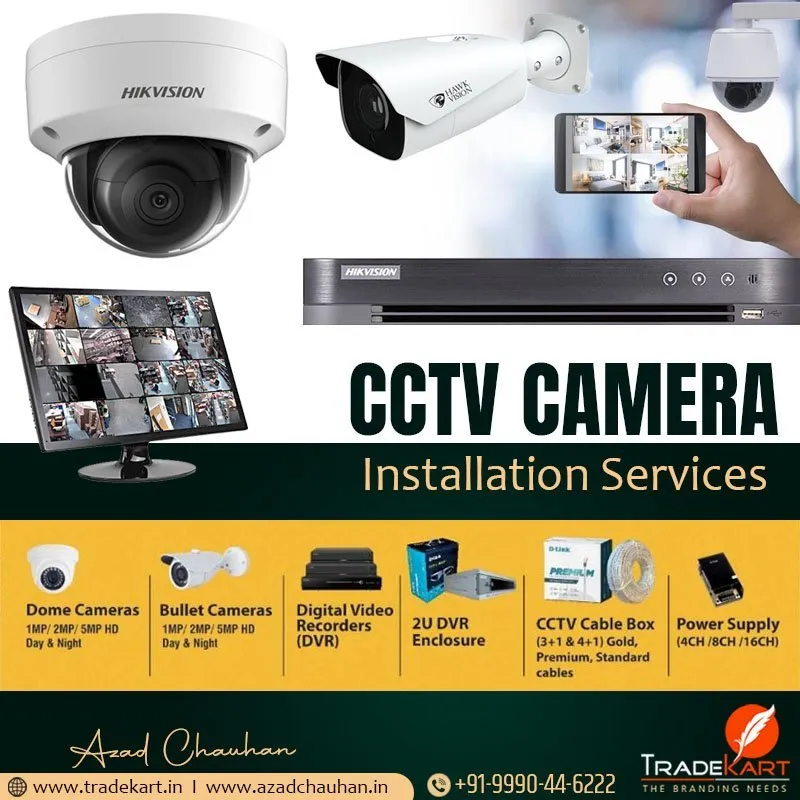 HIKVISION
HAWK
VISION
HIKVISION
CCTV CAMERA
Installation Services
Dome Cameras
1MP/ 2MP/ 5MP HD
Day & Night
Bullet Cameras
1MP/ 2MP/ 5MP HD
Day & Night
Digital Video
Recorders
(DVR)
2U DVR
Enclosure
D-Link
PREMIUM
CCTV Cable Box
(3+1 & 4+1) Gold,
Premium, Standard
cables
Power Supply
(4CH /8CH /16CH)
Azad Chauhan
www.tradekart.in I www.azadchauhan.in
+91-9990-44-6222
TRADEKART
THE BRANDING NEEDS